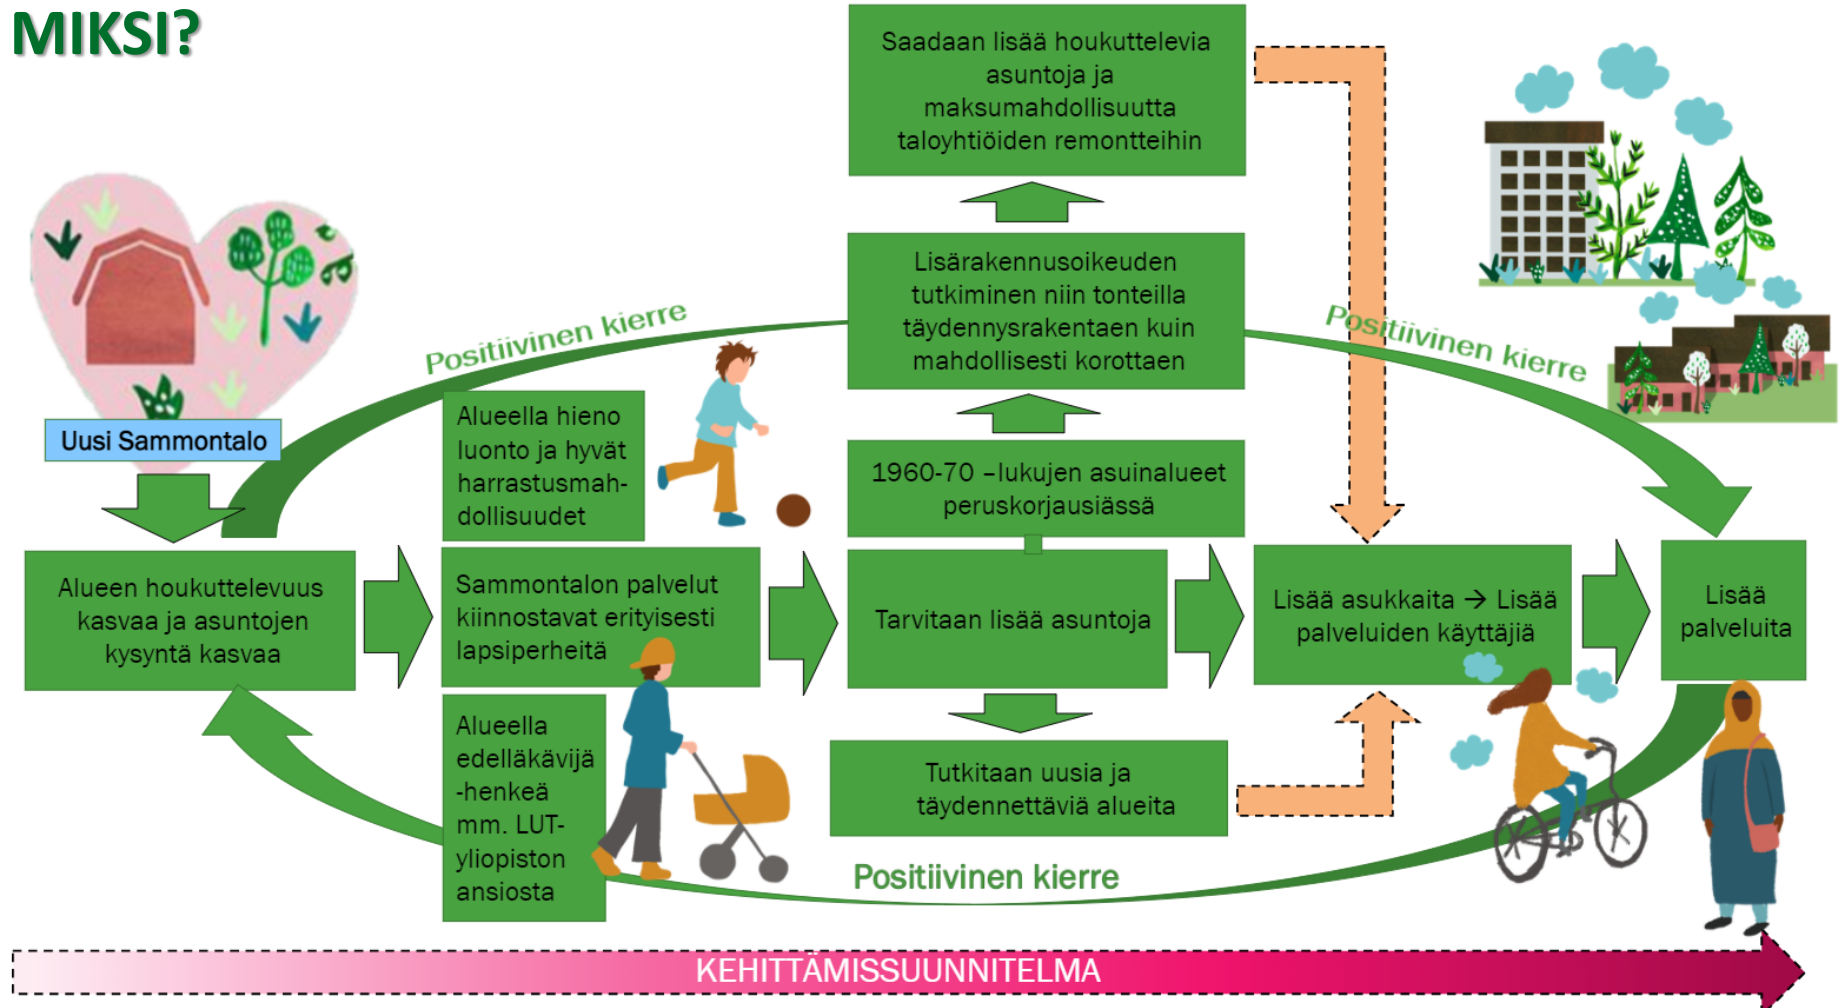 MIKSI?
Saadaan lisää houkuttelevia
asuntoja ja
maksumahdollisuutta
taloyhtiöiden remontteihin
Lisärakennusoikeuden
tutkiminen niin tonteilla
täydennysrakentaen kuin
mahdollisesti korottaen
Positiivinen kierre
Positiivinen kierre
Uusi Sammontalo
Alueella hieno
luonto ja hyvät
harrastusmah-
dollisuudet
1960-70 –lukujen asuinalueet
peruskorjausiässä
Alueen houkuttelevuus
kasvaa ja asuntojen
kysyntä kasvaa
Sammontalon palvelut
kiinnostavat erityisesti
lapsiperheitä
Tarvitaan lisää asuntoja
Lisää asukkaita → Lisää
palveluiden käyttäjiä
Lisää
palveluita
Alueella
edelläkävijä
-henkeä
mm. LUT-
yliopiston
ansiosta
Tutkitaan uusia ja
täydennettäviä alueita
Positiivinen kierre
KEHITTÄMISSUUNNITELMA